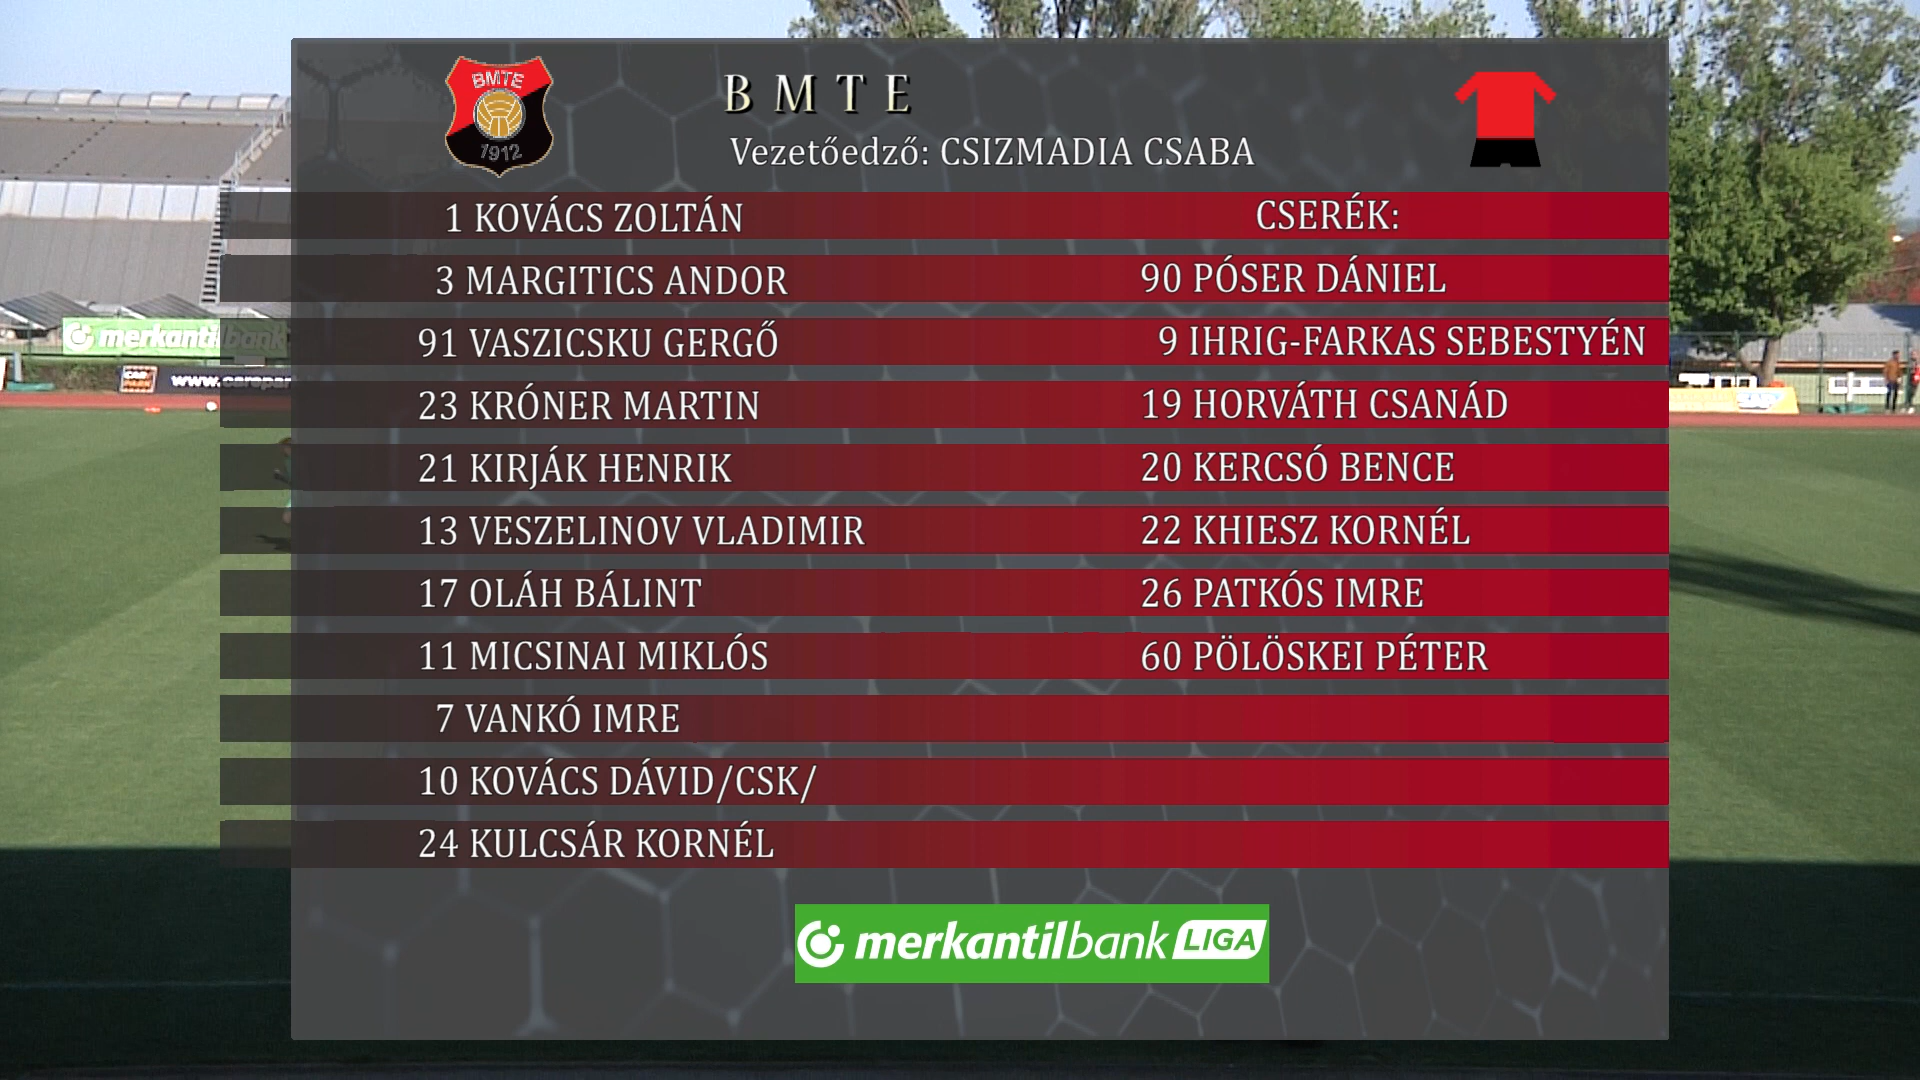 BMTE
1912
BMTE
Vezetőedző: CSIZMADIA CSABA
1 KOVÁCS ZOLTÁN
3 MARGITICS ANDOR
91 VASZICSKU GERGŐ
23 KRÓNER MARTIN
21 KIRJÁK HENRIK
13 VESZELINOV VLADIMIR
17 OLÁH BÁLINT
11 MICSINAI MIKLÓS
7 VANKÓ IMRE
10 KOVÁCS DÁVID/CSK/
24 KULCSÁR KORNÉL
CSERÉK:
90 PÓSER DÁNIEL
9 IHRIG-FARKAS SEBESTYÉN
19 HORVÁTH CSANÁD
20 KERCSÓ BENCE
22 KHIESZ KORNÉL
26 PATKÓS IMRE
60 PÖLÖSKEI PÉTER
merkantilbank LIGA
merkantilbank